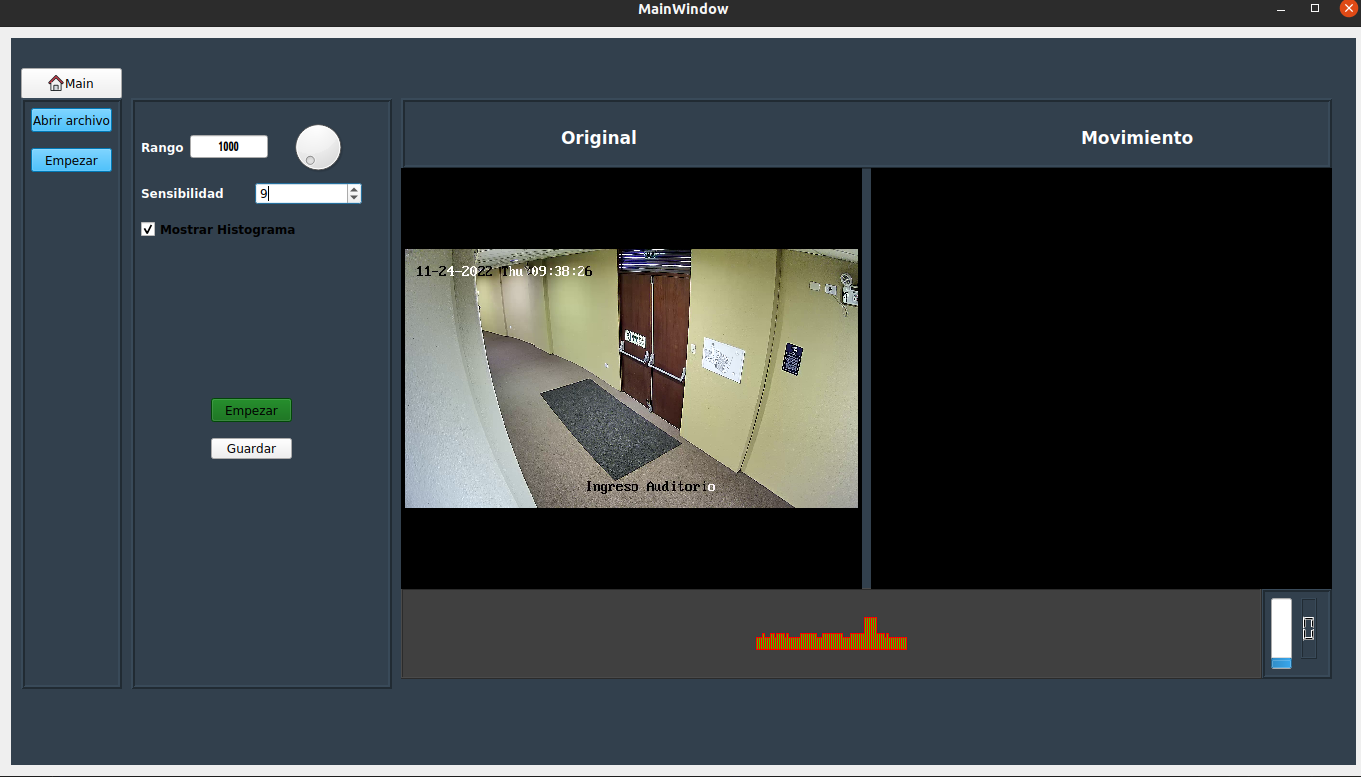 MainWindow
Main
Abrir archivo
Empezar
Rango 1000
Sensibilidad 9
Mostrar Histograma
Empezar
Guardar
Original
Movimiento
11-24-2022 Thu 09:38:26
Ingreso Auditorio
0